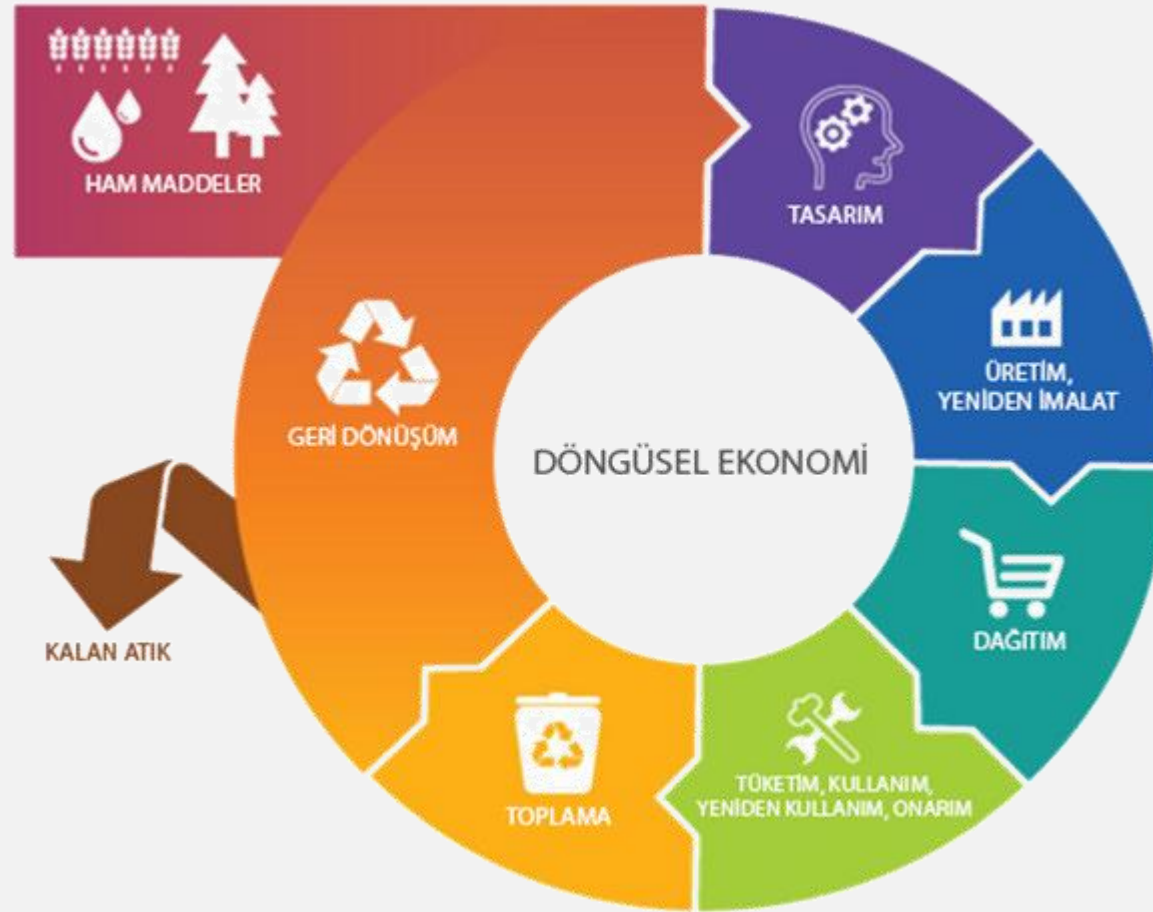 HAM MADDELER
TASARIM
ÜRETİM,
YENİDEN İMALAT
DAĞITIM
TÜKETİM, KULLANIM,
YENİDEN KULLANIM, ONARIM
TOPLAMA
GERİ DÖNÜŞÜM
KALAN ATIK
DÖNGÜSEL EKONOMİ